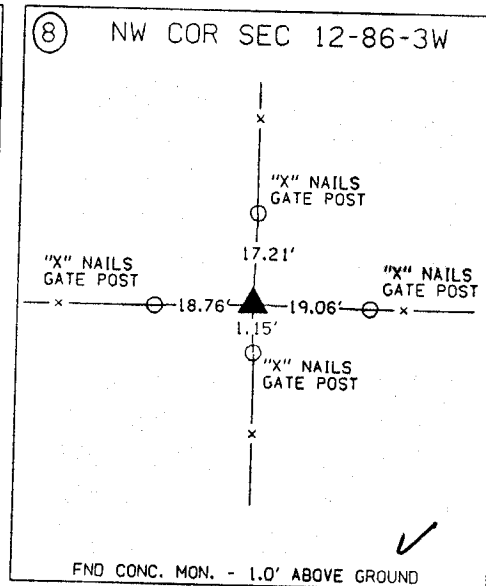 8 NW COR SEC 12-86-3W
"X" NAILS
GATE POST
17.21'
"X" NAILS
GATE POST
"X" NAILS
GATE POST
18.76'
19.06'
1.15'
"X" NAILS
GATE POST
FND CONC. MON. - 1.0' ABOVE GROUND